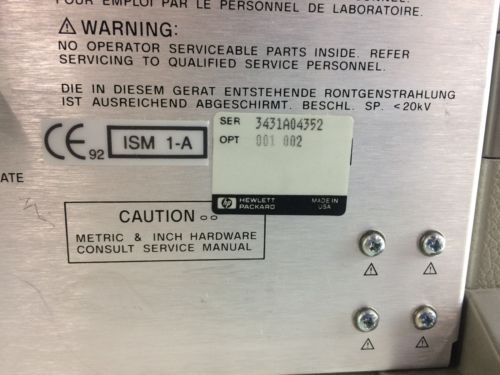 POUR EMPLOI PAR LE PERSONNEL DE LABORATOIRE.
WARNING:
NO OPERATOR SERVICEABLE PARTS INSIDE. REFER
SERVICING TO QUALIFIED SERVICE PERSONNEL.
DIE IN DIESEM GERAT ENTSTEHENDE RONTGENSTRAHLUNG
IST AUSREICHEND ABGESCHIRMT. BESCHL. SP. <20kV
CE 92 ISM 1-A
SER 3431A04352
OPT 001 002
hp HEWLETT
PACKARD
MADE IN
USA
ATE
CAUTION
METRIC & INCH HARDWARE
CONSULT SERVICE MANUAL